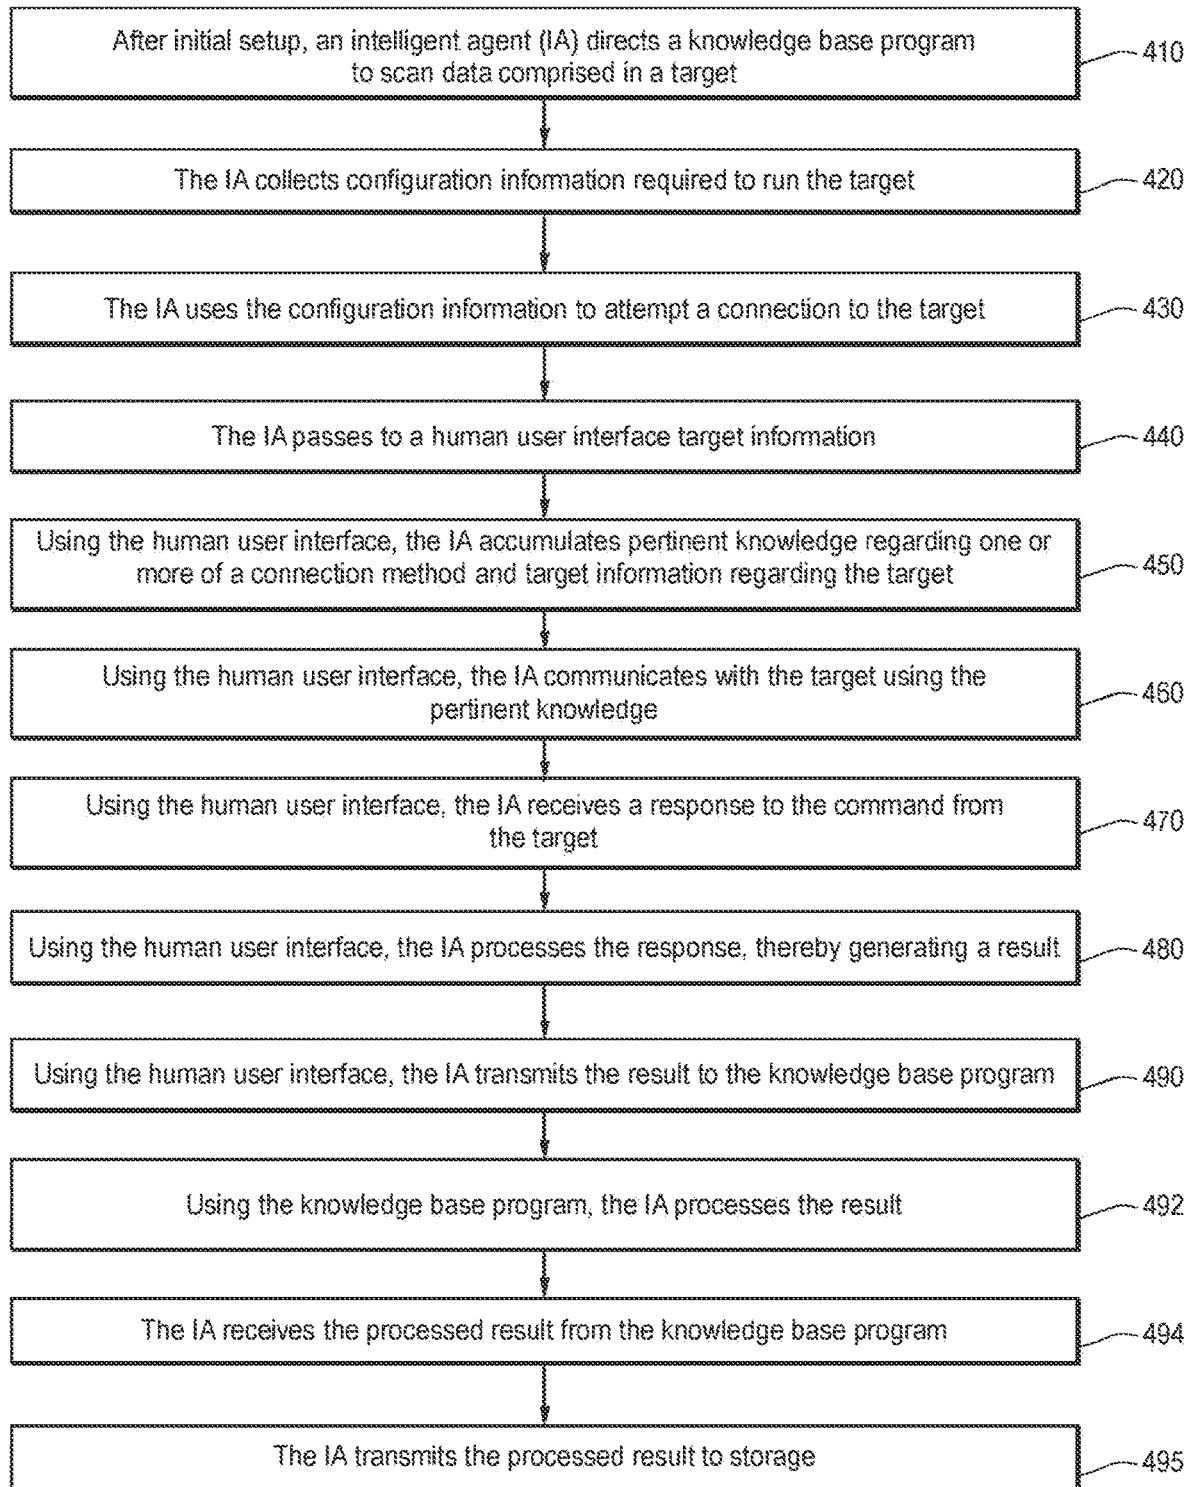 After initial setup, an intelligent agent (IA) directs a knowledge base program
to scan data comprised in a target
410
The IA collects configuration information required to run the target
420
The IA uses the configuration information to attempt a connection to the target
430
The IA passes to a human user interface target information
440
Using the human user interface, the IA accumulates pertinent knowledge regarding one or
more of a connection method and target information regarding the target
450
Using the human user interface, the IA communicates with the target using the
pertinent knowledge
460
Using the human user interface, the IA receives a response to the command from
the target
470
Using the human user interface, the IA processes the response, thereby generating a result
480
Using the human user interface, the IA transmits the result to the knowledge base program
490
Using the knowledge base program, the IA processes the result
492
The IA receives the processed result from the knowledge base program
494
The IA transmits the processed result to storage
495